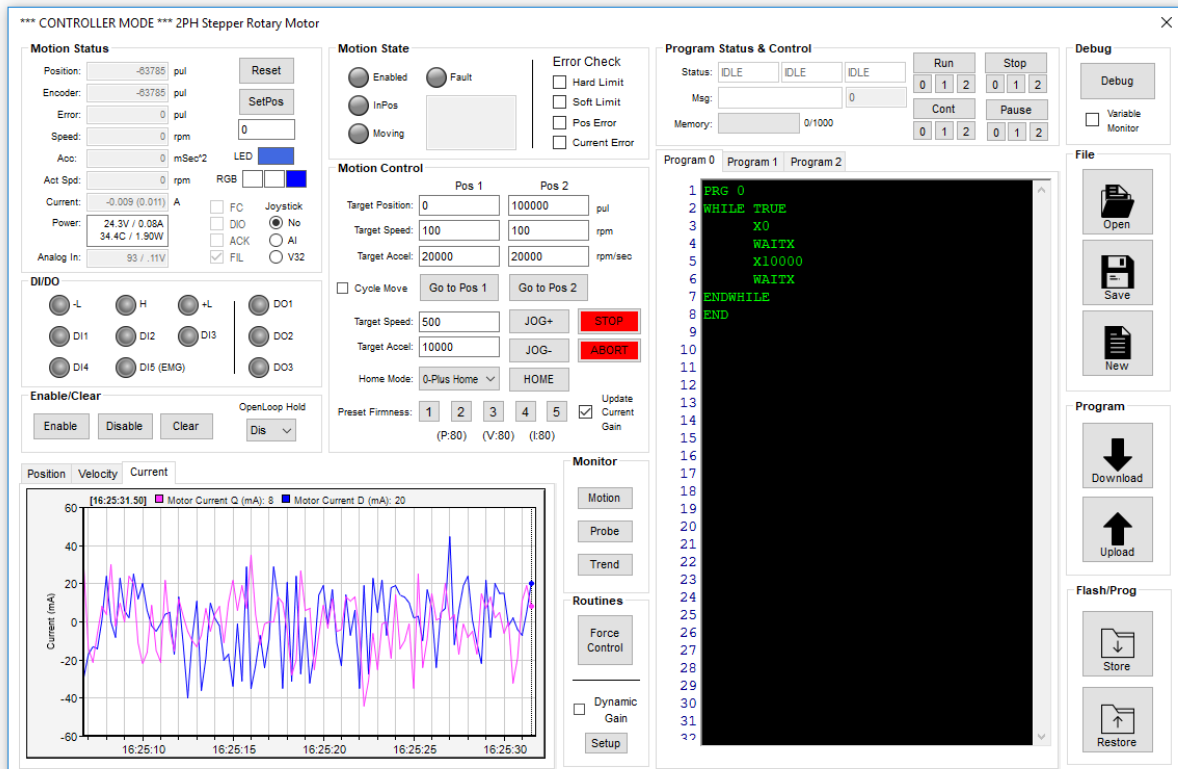 *** CONTROLLER MODE *** 2PH Stepper Rotary Motor
Motion Status
Position: -63785 pul
Encoder: -63785 pul
Error: 0 pul
Speed: 0 rpm
Acc: 0 mSec^2
Act Spd: 0 rpm
Current: -0.009 (0.011) A
Power: 24.3V / 0.08A
34.4C / 1.90W
Analog In: 93 / .11V
Reset
SetPos
0
LED
RGB
FC
DIO
ACK
FIL
Joystick
No
AI
V32
DI/DO
-L H +L DO1
DI1 DI2 DI3 DO2
DI4 DI5 (EMG) DO3
Enable/Clear
Enable Disable Clear
OpenLoop Hold
Dis
Motion State
Enabled Fault
InPos
Moving
Error Check
Hard Limit
Soft Limit
Pos Error
Current Error
Motion Control
Pos 1 Pos 2
Target Position: 0 100000 pul
Target Speed: 100 100 rpm
Target Accel: 20000 20000 rpm/sec
Cycle Move Go to Pos 1 Go to Pos 2
Target Speed: 500 JOG+ STOP
Target Accel: 10000 JOG- ABORT
Home Mode: 0-Plus Home HOME
Preset Firmness: 1 2 3 4 5
Update
Current
Gain
(P:80) (V:80) (I:80)
Position Velocity Current
[16:25:31.50] Motor Current Q (mA): 8 Motor Current D (mA): 20
Current (mA)
60
40
20
0
-20
-40
-60
16:25:10 16:25:15 16:25:20 16:25:25 16:25:30
Monitor
Motion
Probe
Trend
Routines
Force
Control
Dynamic
Gain
Setup
Program Status & Control
Status: IDLE IDLE IDLE
Msg: 0
Memory: 0/1000
Run
0 1 2
Stop
0 1 2
Cont
0 1 2
Pause
0 1 2
Program 0 Program 1 Program 2
1 PRG 0
2 WHILE TRUE
3 X0
4 WAITX
5 X10000
6 WAITX
7 ENDWHILE
8 END
9
10
11
12
13
14
15
16
17
18
19
20
21
22
23
24
25
26
27
28
29
30
31
32
Debug
Debug
Variable
Monitor
File
Open
Save
New
Program
Download
Upload
Flash/Prog
Store
Restore